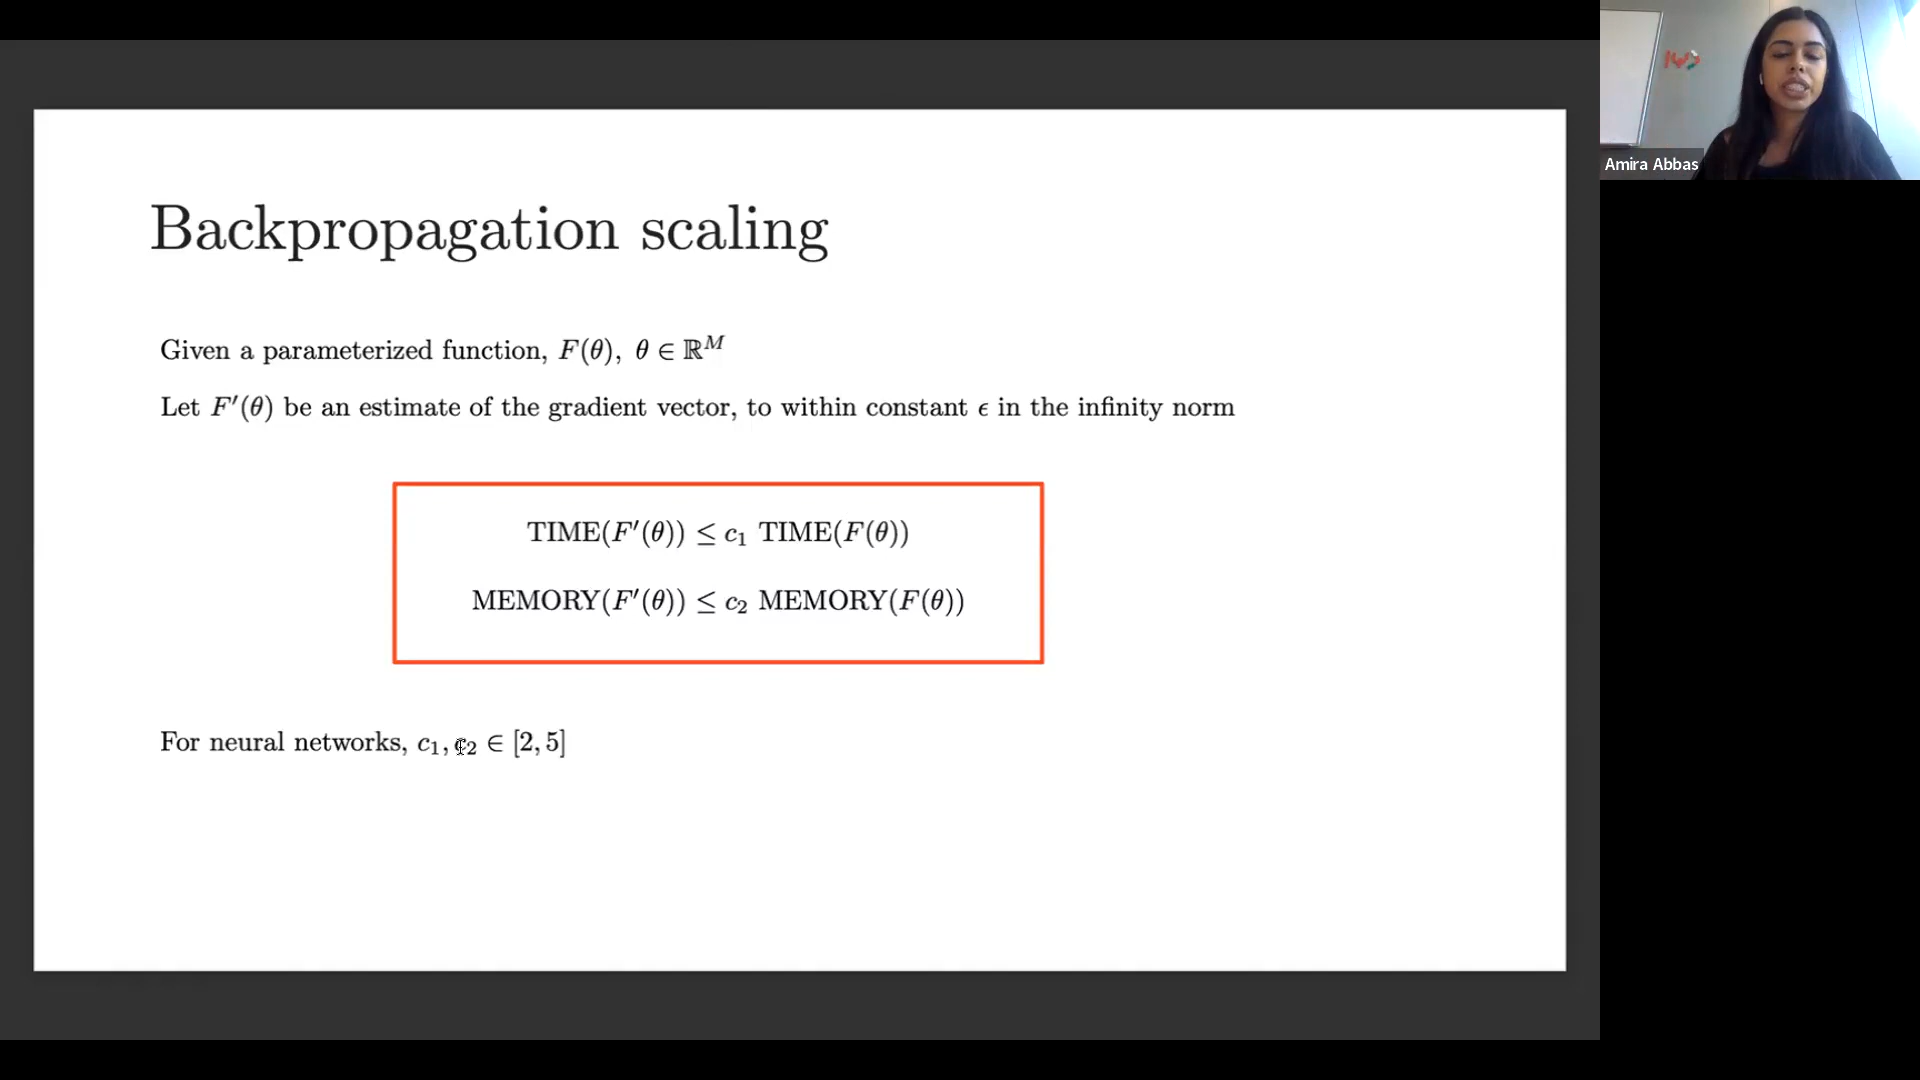 Backpropagation scaling
Given a parameterized function, F(θ), θ ∈ ℝᴹ
Let F′(θ) be an estimate of the gradient vector, to within constant ϵ in the infinity norm
TIME(F′(θ)) ≤ c₁ TIME(F(θ))
MEMORY(F′(θ)) ≤ c₂ MEMORY(F(θ))
For neural networks, c₁, c₂ ∈ [2, 5]
Amira Abbas